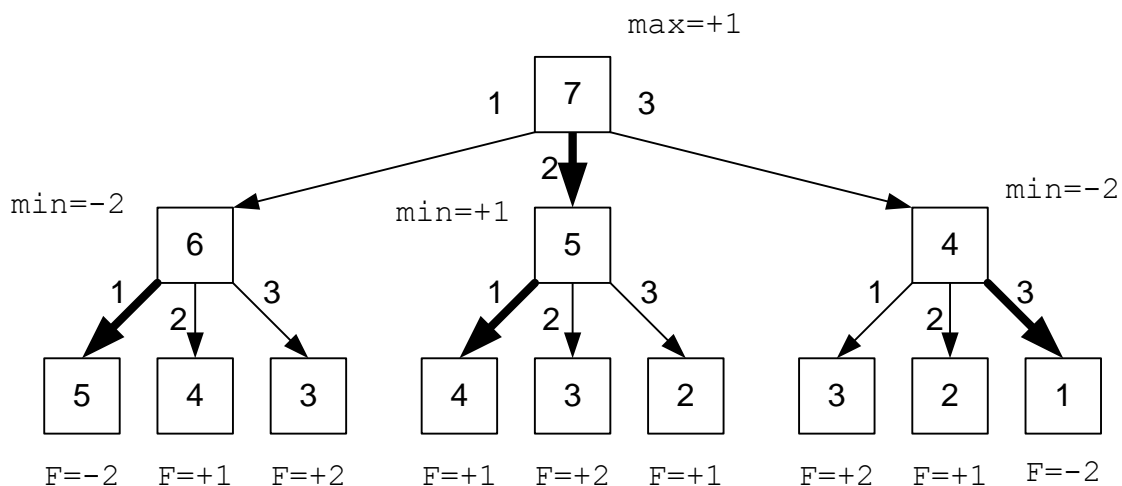 max=+1
1 7 3
2
min=-2 min=+1 min=-2
6 5 4
1 2 3 1 2 3 1 2 3
5 4 3 4 3 2 3 2 1
F=-2 F=+1 F=+2 F=+1 F=+2 F=+1 F=+2 F=+1 F=-2